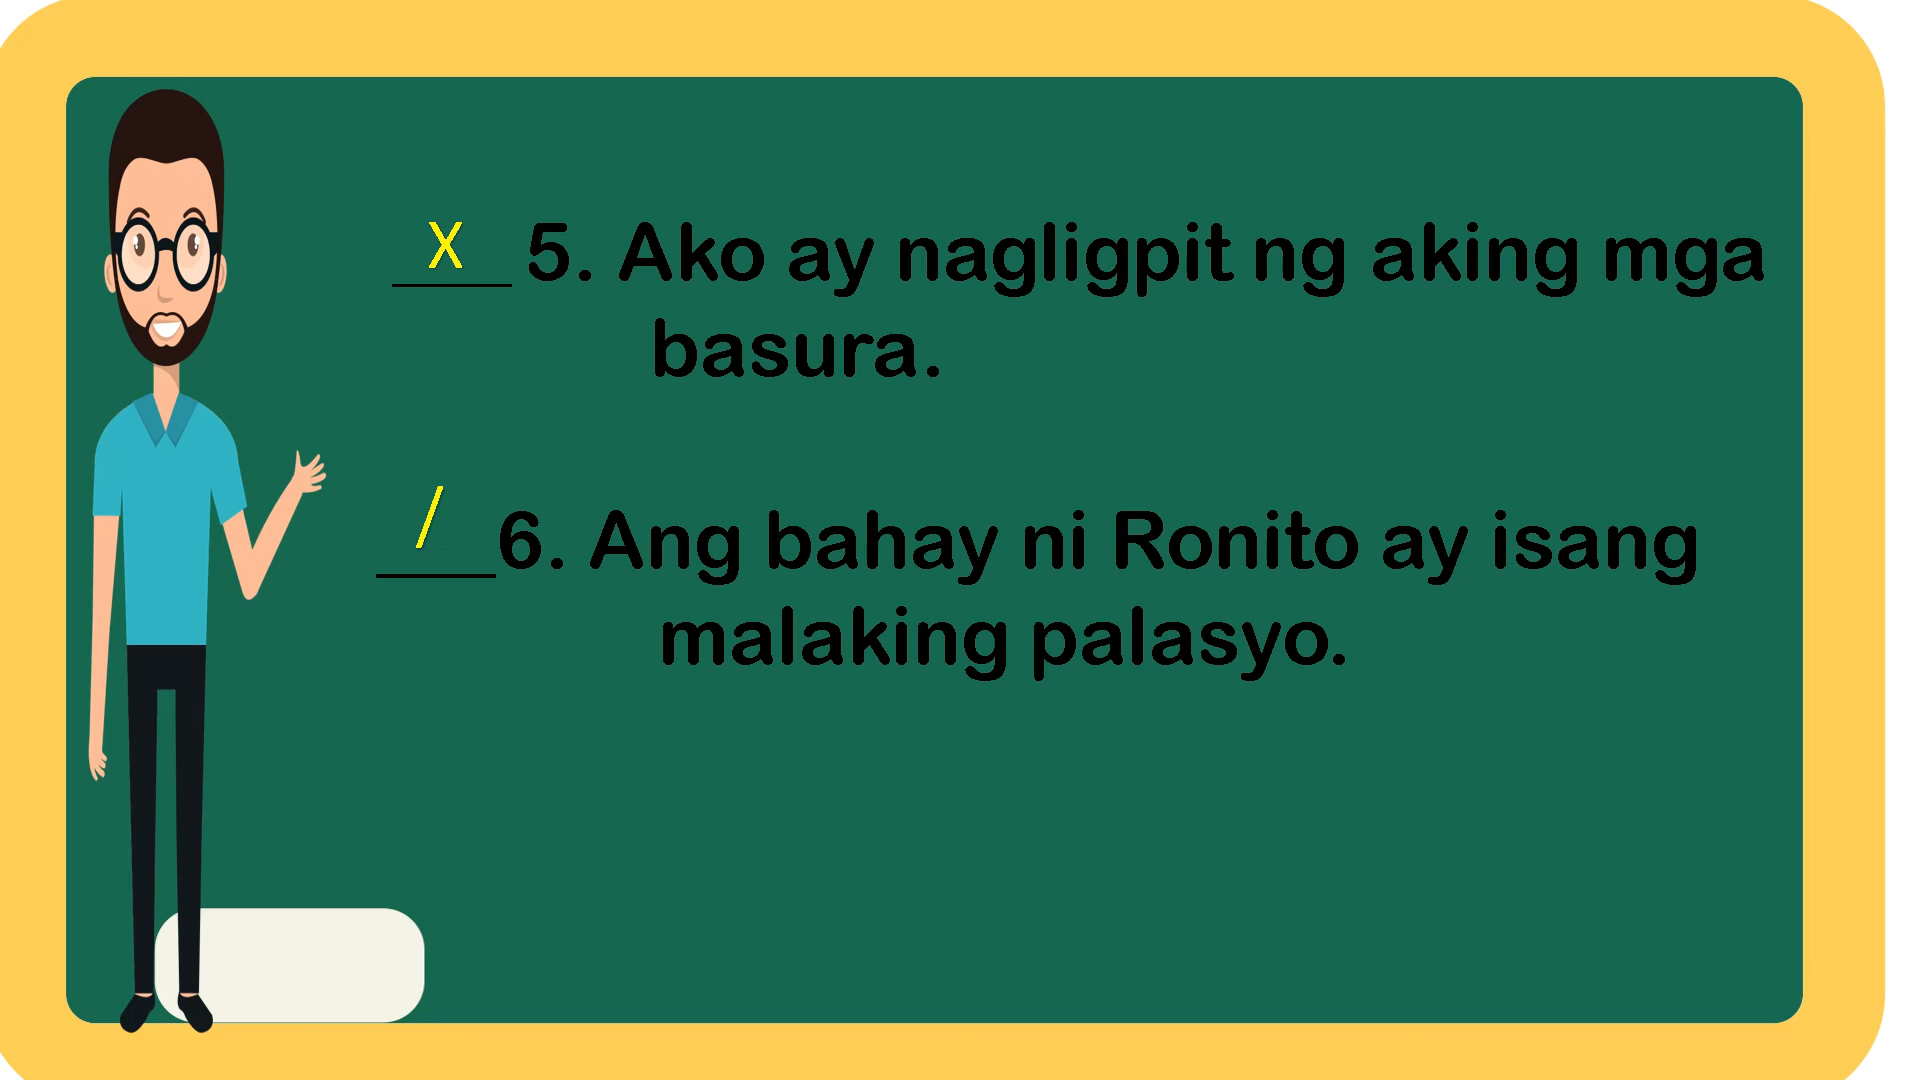 x 5. Ako ay nagligpit ng aking mga
basura.
/ 6. Ang bahay ni Ronito ay isang
malaking palasyo.